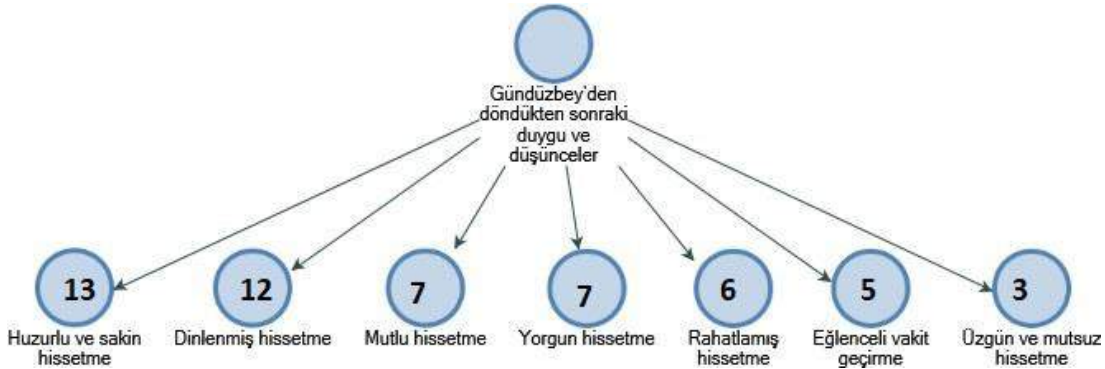 Gündüzbey'den
döndükten sonraki
duygu ve
düşünceler
13
12
7
7
6
5
3
Huzurlu ve sakin
hissetme
Dinlenmiş hissetme
Mutlu hissetme
Yorgun hissetme
Rahatlamış
hissetme
Eğlenceli vakit
geçirme
Üzgün ve mutsuz
hissetme